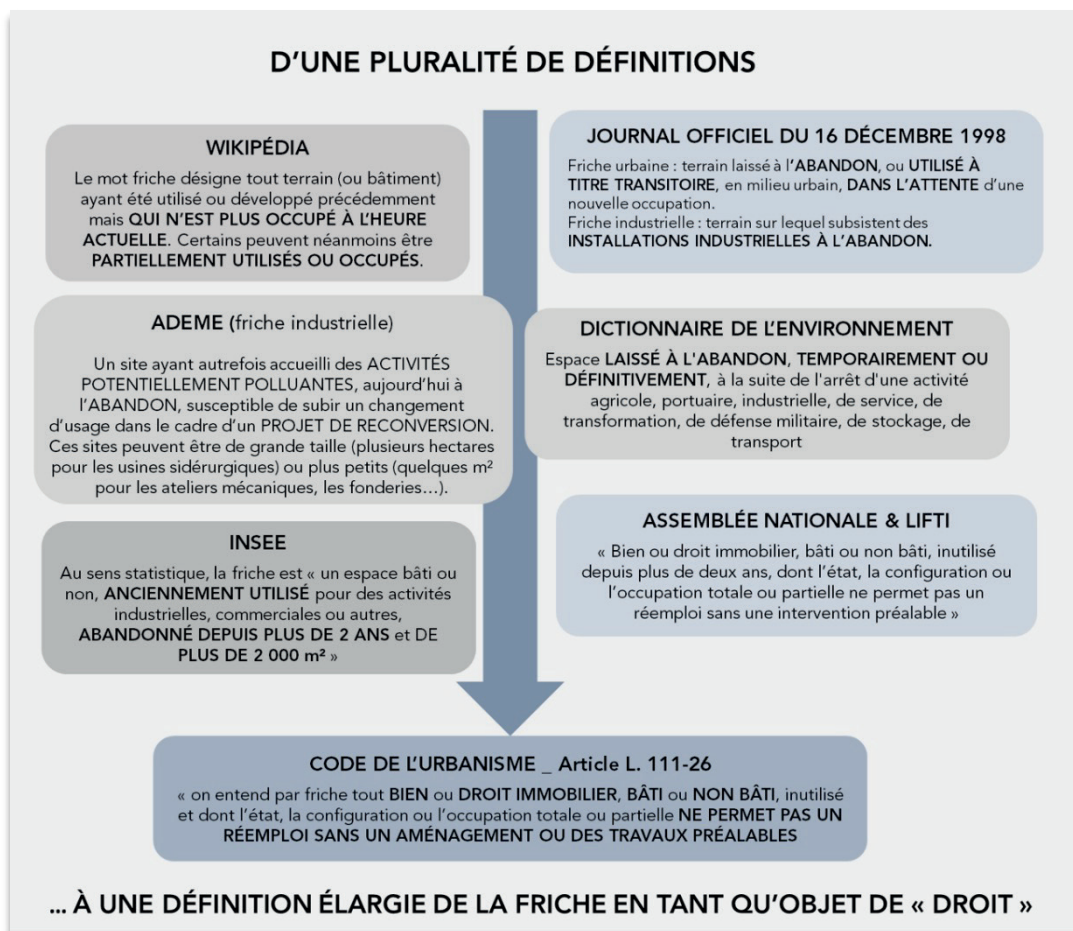 D'UNE PLURALITÉ DE DÉFINITIONS
WIKIPÉDIA
Le mot friche désigne tout terrain (ou bâtiment)
ayant été utilisé ou développé précédemment
mais QUI N'EST PLUS OCCUPÉ À L'HEURE
ACTUELLE. Certains peuvent néanmoins être
PARTIELLEMENT UTILISÉS OU OCCUPÉS.
JOURNAL OFFICIEL DU 16 DÉCEMBRE 1998
Friche urbaine : terrain laissé à l'ABANDON, ou UTILISÉ À
TITRE TRANSITOIRE, en milieu urbain, DANS L'ATTENTE d'une
nouvelle occupation.
Friche industrielle : terrain sur lequel subsistent des
INSTALLATIONS INDUSTRIELLES À L'ABANDON.
ADEME (friche industrielle)
Un site ayant autrefois accueilli des ACTIVITÉS
POTENTIELLEMENT POLLUANTES, aujourd'hui à
l'ABANDON, susceptible de subir un changement
d'usage dans le cadre d'un PROJET DE RECONVERSION.
Ces sites peuvent être de grande taille (plusieurs hectares
pour les usines sidérurgiques) ou plus petits (quelques m²
pour les ateliers mécaniques, les fonderies…).
DICTIONNAIRE DE L'ENVIRONNEMENT
Espace LAISSÉ À L'ABANDON, TEMPORAIREMENT OU
DÉFINITIVEMENT, à la suite de l'arrêt d'une activité
agricole, portuaire, industrielle, de service, de
transformation, de défense militaire, de stockage, de
transport
INSEE
Au sens statistique, la friche est « un espace bâti ou
non, ANCIENNEMENT UTILISÉ pour des activités
industrielles, commerciales ou autres,
ABANDONNÉ DEPUIS PLUS DE 2 ANS et DE
PLUS DE 2 000 m² »
ASSEMBLÉE NATIONALE & LIFTI
« Bien ou droit immobilier, bâti ou non bâti, inutilisé
depuis plus de deux ans, dont l'état, la configuration ou
l'occupation totale ou partielle ne permet pas un
réemploi sans une intervention préalable »
CODE DE L'URBANISME _ Article L. 111-26
« on entend par friche tout BIEN ou DROIT IMMOBILIER, BÂTI ou NON BÂTI, inutilisé
et dont l'état, la configuration ou l'occupation totale ou partielle NE PERMET PAS UN
RÉEMPLOI SANS UN AMÉNAGEMENT OU DES TRAVAUX PRÉALABLES
... À UNE DÉFINITION ÉLARGIE DE LA FRICHE EN TANT QU'OBJET DE « DROIT »